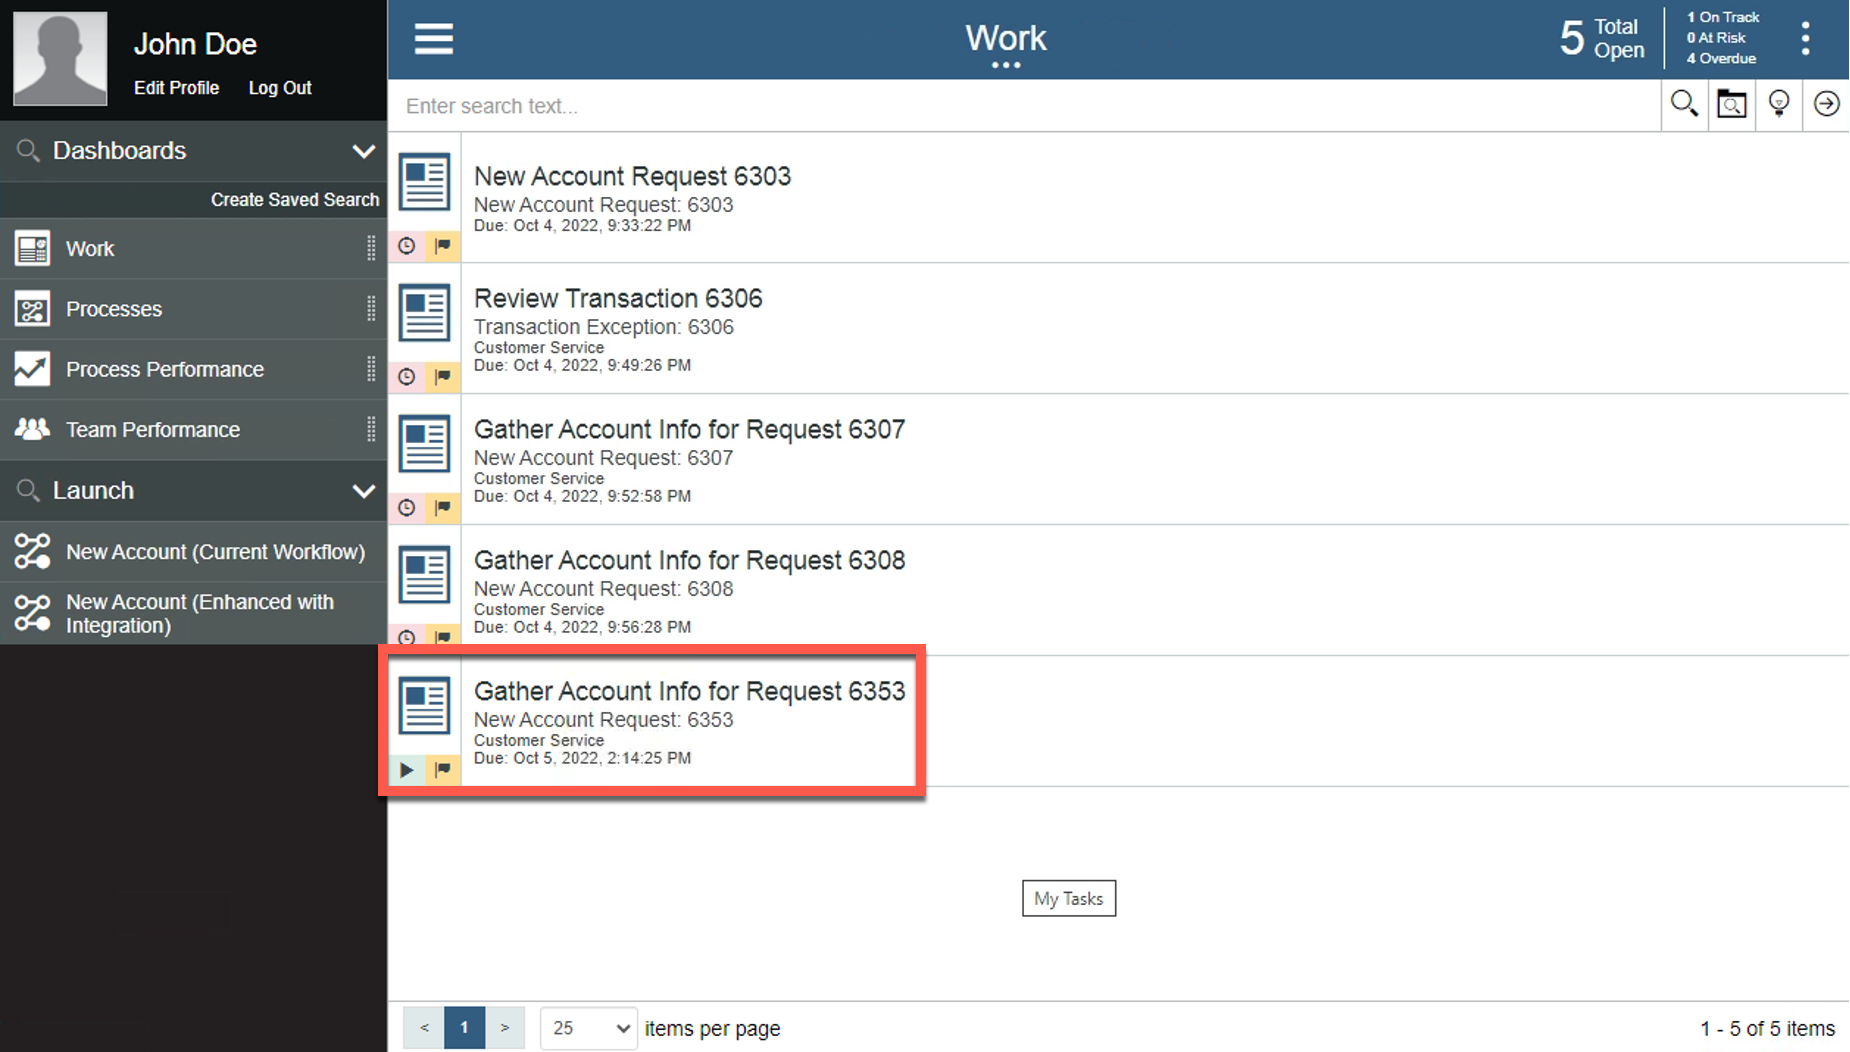 John Doe
Edit Profile Log Out
Dashboards
Create Saved Search
Work
Processes
Process Performance
Team Performance
Launch
New Account (Current Workflow)
New Account (Enhanced with
Integration)
Work
5 Total
Open
1 On Track
0 At Risk
4 Overdue
Enter search text...
New Account Request 6303
New Account Request: 6303
Due: Oct 4, 2022, 9:33:22 PM
Review Transaction 6306
Transaction Exception: 6306
Customer Service
Due: Oct 4, 2022, 9:49:26 PM
Gather Account Info for Request 6307
New Account Request: 6307
Customer Service
Due: Oct 4, 2022, 9:52:58 PM
Gather Account Info for Request 6308
New Account Request: 6308
Customer Service
Due: Oct 4, 2022, 9:56:28 PM
Gather Account Info for Request 6353
New Account Request: 6353
Customer Service
Due: Oct 5, 2022, 2:14:25 PM
My Tasks
< 1 > 25 items per page
1 - 5 of 5 items